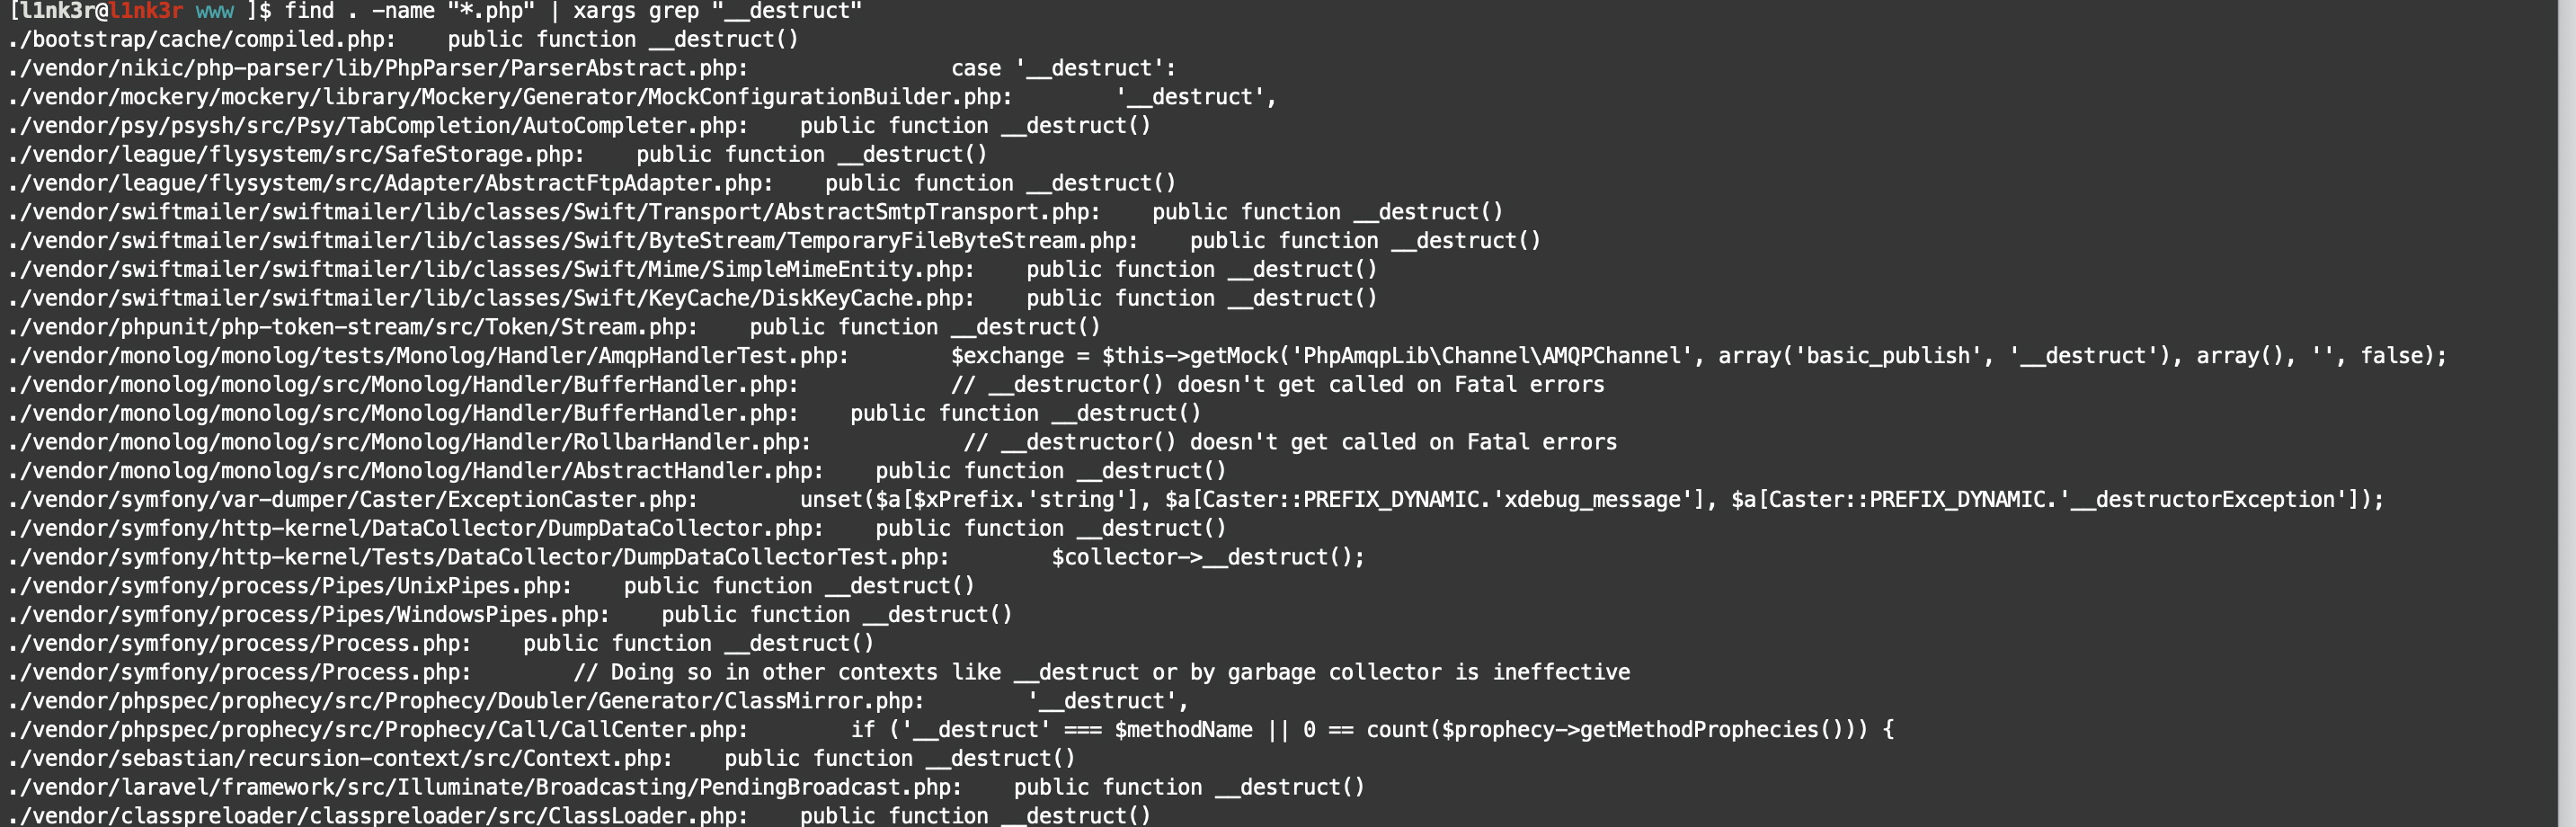 [l1nk3r@l1nk3r www ]$ find . -name "*.php" | xargs grep "__destruct"
./bootstrap/cache/compiled.php:    public function __destruct()
./vendor/nikic/php-parser/lib/PhpParser/ParserAbstract.php:                case '__destruct':
./vendor/mockery/mockery/library/Mockery/Generator/MockConfigurationBuilder.php:        '__destruct',
./vendor/psy/psysh/src/Psy/TabCompletion/AutoCompleter.php:    public function __destruct()
./vendor/league/flysystem/src/SafeStorage.php:    public function __destruct()
./vendor/league/flysystem/src/Adapter/AbstractFtpAdapter.php:    public function __destruct()
./vendor/swiftmailer/swiftmailer/lib/classes/Swift/Transport/AbstractSmtpTransport.php:    public function __destruct()
./vendor/swiftmailer/swiftmailer/lib/classes/Swift/ByteStream/TemporaryFileByteStream.php:    public function __destruct()
./vendor/swiftmailer/swiftmailer/lib/classes/Swift/Mime/SimpleMimeEntity.php:    public function __destruct()
./vendor/swiftmailer/swiftmailer/lib/classes/Swift/KeyCache/DiskKeyCache.php:    public function __destruct()
./vendor/phpunit/php-token-stream/src/Token/Stream.php:    public function __destruct()
./vendor/monolog/monolog/tests/Monolog/Handler/AmqpHandlerTest.php:        $exchange = $this->getMock('PhpAmqpLib\Channel\AMQPChannel', array('basic_publish', '__destruct'), array(), '', false);
./vendor/monolog/monolog/src/Monolog/Handler/BufferHandler.php:            // __destructor() doesn't get called on Fatal errors
./vendor/monolog/monolog/src/Monolog/Handler/BufferHandler.php:    public function __destruct()
./vendor/monolog/monolog/src/Monolog/Handler/RollbarHandler.php:            // __destructor() doesn't get called on Fatal errors
./vendor/monolog/monolog/src/Monolog/Handler/AbstractHandler.php:    public function __destruct()
./vendor/symfony/var-dumper/Caster/ExceptionCaster.php:        unset($a[$xPrefix.'string'], $a[Caster::PREFIX_DYNAMIC.'xdebug_message'], $a[Caster::PREFIX_DYNAMIC.'__destructorException']);
./vendor/symfony/http-kernel/DataCollector/DumpDataCollector.php:    public function __destruct()
./vendor/symfony/http-kernel/Tests/DataCollector/DumpDataCollectorTest.php:        $collector->__destruct();
./vendor/symfony/process/Pipes/UnixPipes.php:    public function __destruct()
./vendor/symfony/process/Pipes/WindowsPipes.php:    public function __destruct()
./vendor/symfony/process/Process.php:    public function __destruct()
./vendor/symfony/process/Process.php:        // Doing so in other contexts like __destruct or by garbage collector is ineffective
./vendor/phpspec/prophecy/src/Prophecy/Doubler/Generator/ClassMirror.php:        '__destruct',
./vendor/phpspec/prophecy/src/Prophecy/Call/CallCenter.php:        if ('__destruct' === $methodName || 0 == count($prophecy->getMethodProphecies())) {
./vendor/sebastian/recursion-context/src/Context.php:    public function __destruct()
./vendor/laravel/framework/src/Illuminate/Broadcasting/PendingBroadcast.php:    public function __destruct()
./vendor/classpreloader/classpreloader/src/ClassLoader.php:    public function __destruct()